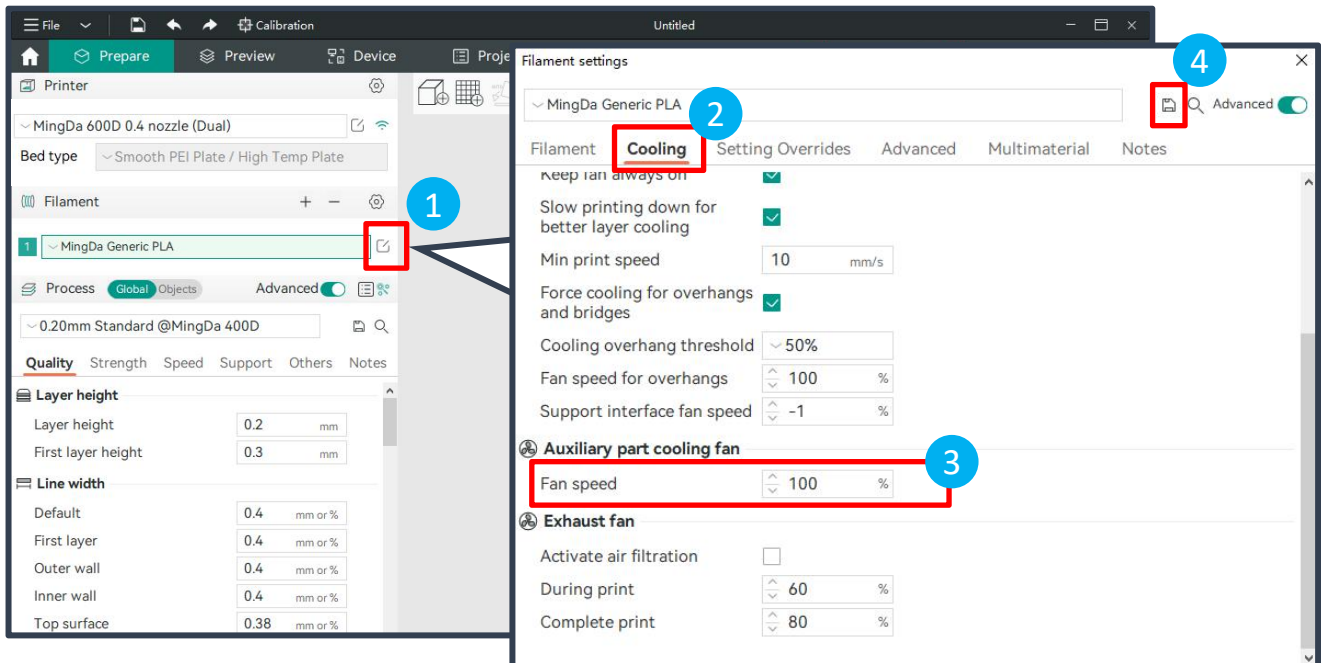 File
Calibration
Untitled
Prepare
Preview
Device
Proje
Printer
MingDa 600D 0.4 nozzle (Dual)
Bed type
Smooth PEI Plate / High Temp Plate
Filament
+ −
1
1
MingDa Generic PLA
Process Global Objects Advanced
0.20mm Standard @MingDa 400D
Quality Strength Speed Support Others Notes
Layer height
Layer height 0.2 mm
First layer height 0.3 mm
Line width
Default 0.4 mm or %
First layer 0.4 mm or %
Outer wall 0.4 mm or %
Inner wall 0.4 mm or %
Top surface 0.38 mm or %
Filament settings
4
MingDa Generic PLA
Advanced
2
Filament Cooling Setting Overrides Advanced Multimaterial Notes
Keep fan always on
Slow printing down for
better layer cooling
Min print speed 10 mm/s
Force cooling for overhangs
and bridges
Cooling overhang threshold 50%
Fan speed for overhangs 100 %
Support interface fan speed -1 %
Auxiliary part cooling fan
3
Fan speed 100 %
Exhaust fan
Activate air filtration
During print 60 %
Complete print 80 %